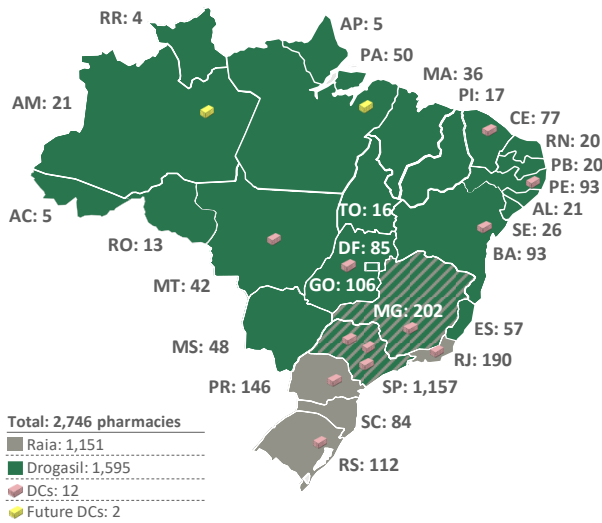 RR: 4
AP: 5
PA: 50
MA: 36
PI: 17
AM: 21
CE: 77
RN: 20
PB: 20
PE: 93
AL: 21
SE: 26
BA: 93
AC: 5
RO: 13
TO: 16
DF: 85
MT: 42
GO: 106
MG: 202
ES: 57
MS: 48
RJ: 190
PR: 146
SP: 1,157
SC: 84
RS: 112
Total: 2,746 pharmacies
Raia: 1,151
Drogasil: 1,595
DCs: 12
Future DCs: 2